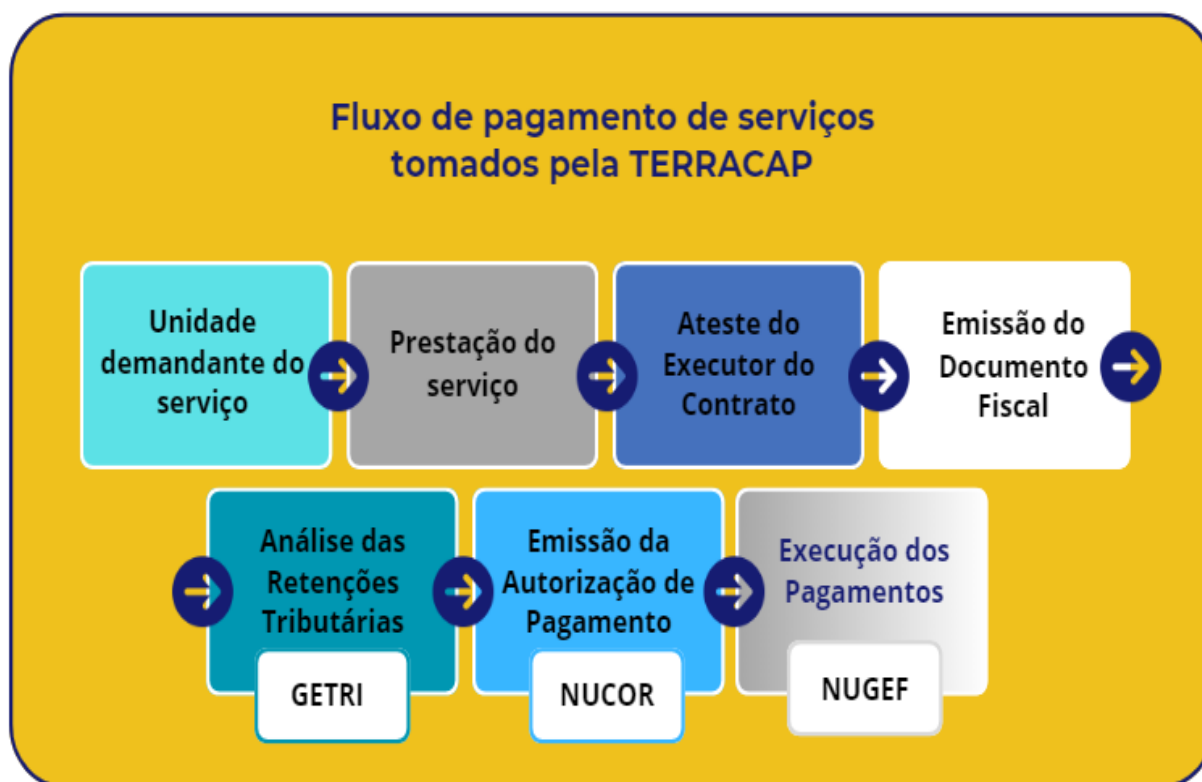 Fluxo de pagamento de serviços
tomados pela TERRACAP
Unidade
demandante do
serviço
Prestação do
serviço
Ateste do
Executor do
Contrato
Emissão do
Documento
Fiscal
Análise das
Retenções
Tributárias
GETRI
Emissão da
Autorização de
Pagamento
NUCOR
Execução dos
Pagamentos
NUGEF